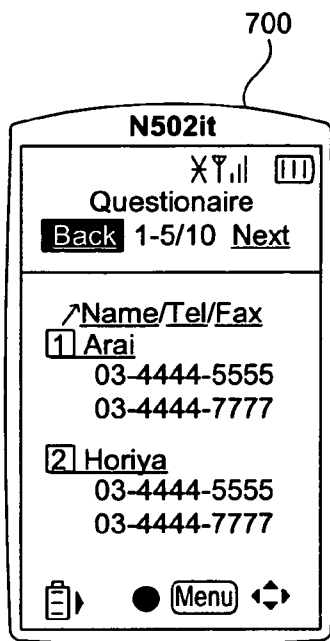 700
N502it
Questionaire
Back 1-5/10 Next
Name/Tel/Fax
1 Arai
03-4444-5555
03-4444-7777
2 Horiya
03-4444-5555
03-4444-7777
Menu